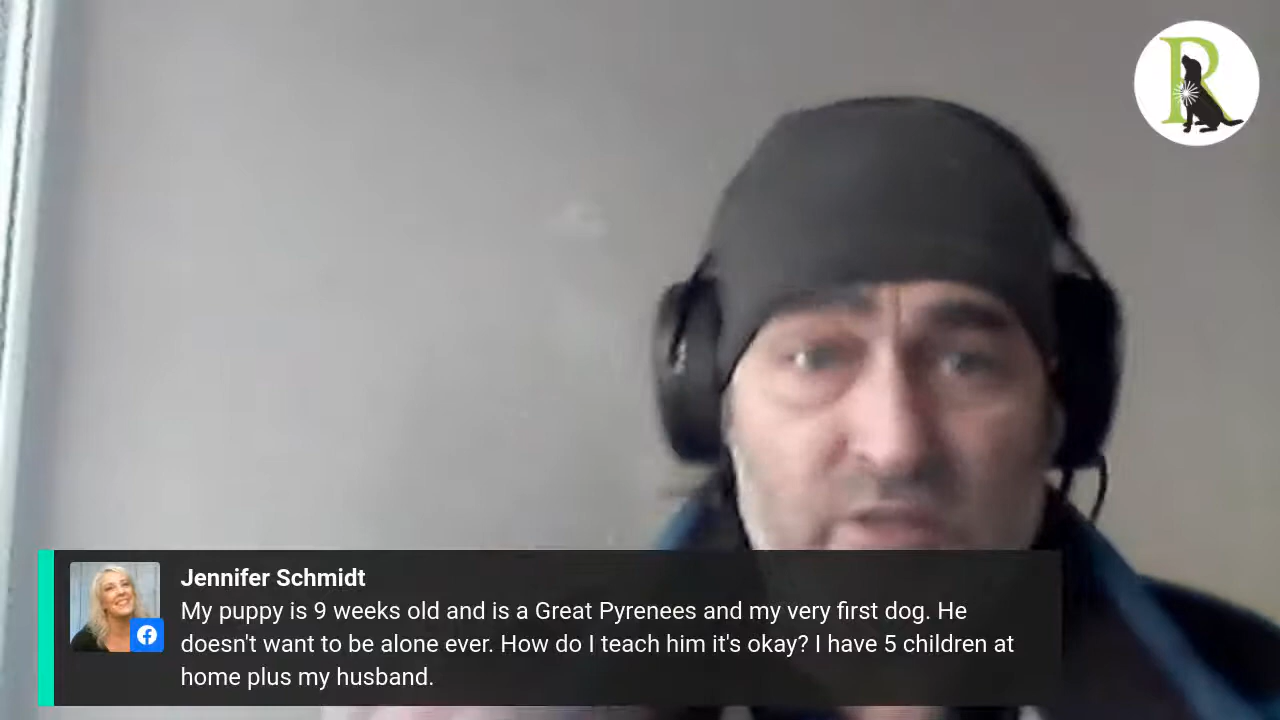 R
Jennifer Schmidt
My puppy is 9 weeks old and is a Great Pyrenees and my very first dog. He
doesn't want to be alone ever. How do I teach him it's okay? I have 5 children at
home plus my husband.